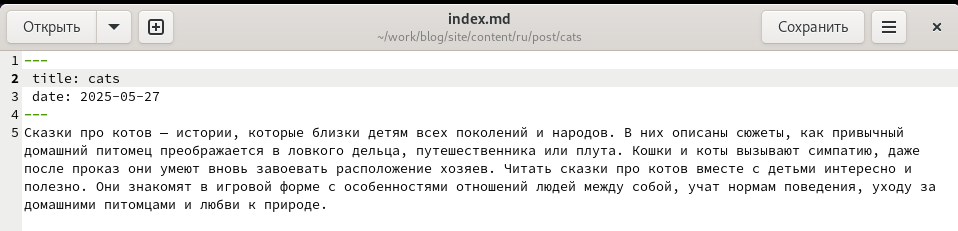 Открыть
index.md
~/work/blog/site/content/ru/post/cats
Сохранить
1 ---
2  title: cats
3  date: 2025-05-27
4 ---
5 Сказки про котов — истории, которые близки детям всех поколений и народов. В них описаны сюжеты, как привычный
домашний питомец преображается в ловкого дельца, путешественника или плута. Кошки и коты вызывают симпатию, даже
после проказ они умеют вновь завоевать расположение хозяев. Читать сказки про котов вместе с детьми интересно и
полезно. Они знакомят в игровой форме с особенностями отношений людей между собой, учат нормам поведения, уходу за
домашними питомцами и любви к природе.